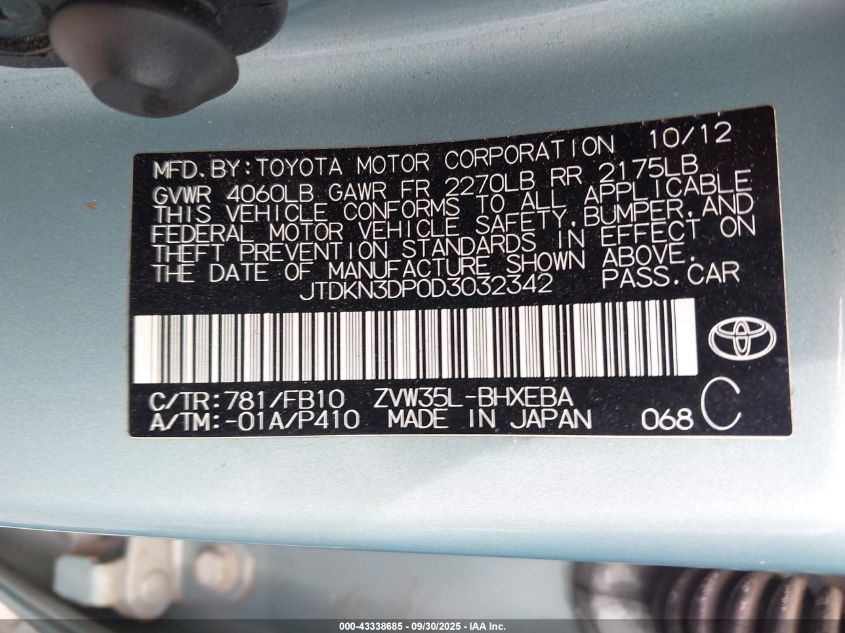 MFD.BY:TOYOTA MOTOR CORPORATION 10/12
GVWR 4060LB GAWR FR 2270LB RR 2175LB
THIS VEHICLE CONFORMS TO ALL APPLICABLE
FEDERAL MOTOR VEHICLE SAFETY,BUMPER,AND
THEFT PREVENTION STANDARDS IN EFFECT ON
THE DATE OF MANUFACTURE SHOWN ABOVE.
JTDKN3DP0D3032342 PASS.CAR
C/TR:781/FB10 ZVW35L-BHXEBA
A/TM:-01A/P410 MADE IN JAPAN 068 C
000-43338685 - 09/30/2025 - IAA Inc.